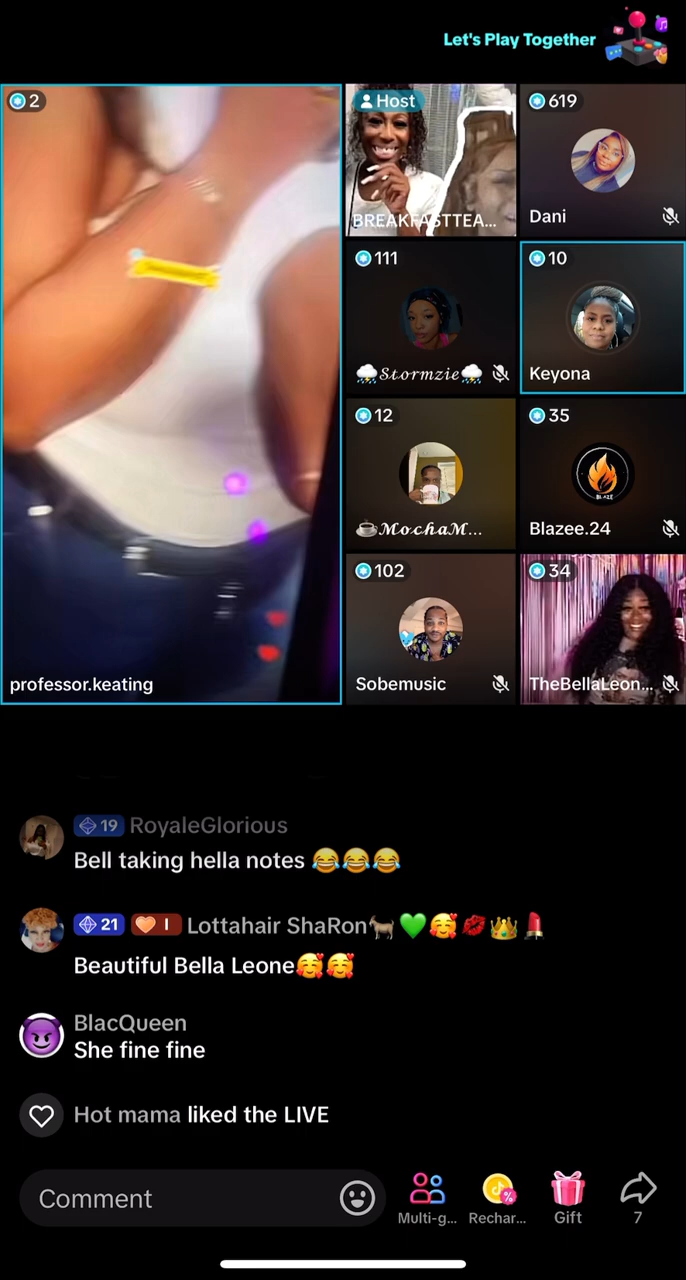 Let's Play Together
2
Host
BREAKFASTTEA...
619
Dani
111
🌧️𝒮𝓉ℴ𝓇𝓂𝓏𝒾ℯ🌧️
10
Keyona
12
☕𝑴𝒐𝒄𝒉𝒂𝑴...
35
BLAZE
Blazee.24
102
Sobemusic
34
TheBellaLeon...
professor.keating
19 RoyaleGlorious
Bell taking hella notes 😂😂😂
21 I Lottahair ShaRon🐐💚🥰💋👑💄
Beautiful Bella Leone🥰🥰
BlacQueen
She fine fine
Hot mama liked the LIVE
Comment
Multi-g...
Rechar...
Gift
7